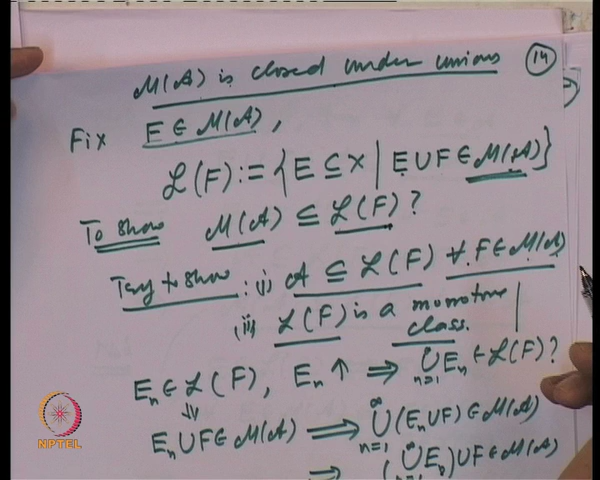 M(A) is closed under unions 14
Fix E ∈ M(A),
L(F) := {E ⊆ X | E ∪ F ∈ M(A)}
To show M(A) ⊆ L(F) ?
Try to show : (i) A ⊆ L(F) ∀ F ∈ M(A)
(ii) L(F) is a monotone
class.
Eₙ ∈ L(F), Eₙ ↑ ⟹ ∪ₙ₌₁ Eₙ ∈ L(F) ?
⇓
Eₙ ∪ F ∈ M(A) ⟹ ∪ₙ₌₁^∞ (Eₙ ∪ F) ∈ M(A)
⟹ (∪ₙ₌₁^∞ Eₙ) ∪ F ∈ M(A)
NPTEL